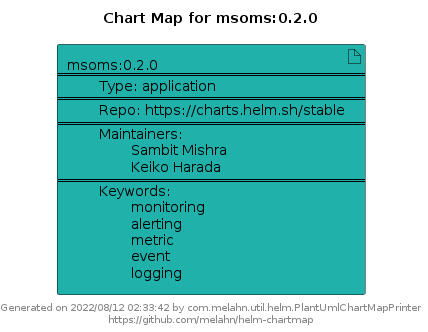 Chart Map for msoms:0.2.0
msoms:0.2.0
Type: application
Repo: https://charts.helm.sh/stable
Maintainers:
Sambit Mishra
Keiko Harada
Keywords:
monitoring
alerting
metric
event
logging
Generated on 2022/08/12 02:33:42 by com.melahn.util.helm.PlantUmlChartMapPrinter
https://github.com/melahn/helm-chartmap